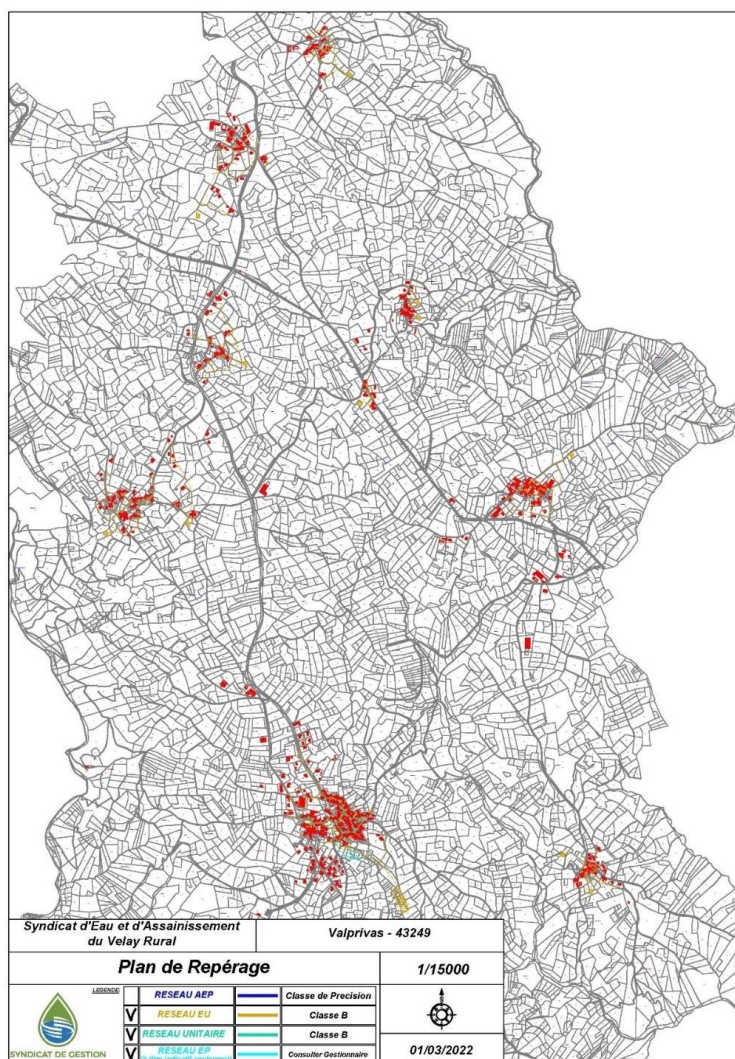 Syndicat d'Eau et d'Assainissement
du Velay Rural
Valprivas - 43249
Plan de Repérage
1/15000
LEGENDE:
RESEAU AEP
Classe de Precision
V
RESEAU EU
Classe B
V
RESEAU UNITAIRE
Classe B
V
RESEAU EP
Consulter Gestionnaire
SYNDICAT DE GESTION
N
01/03/2022